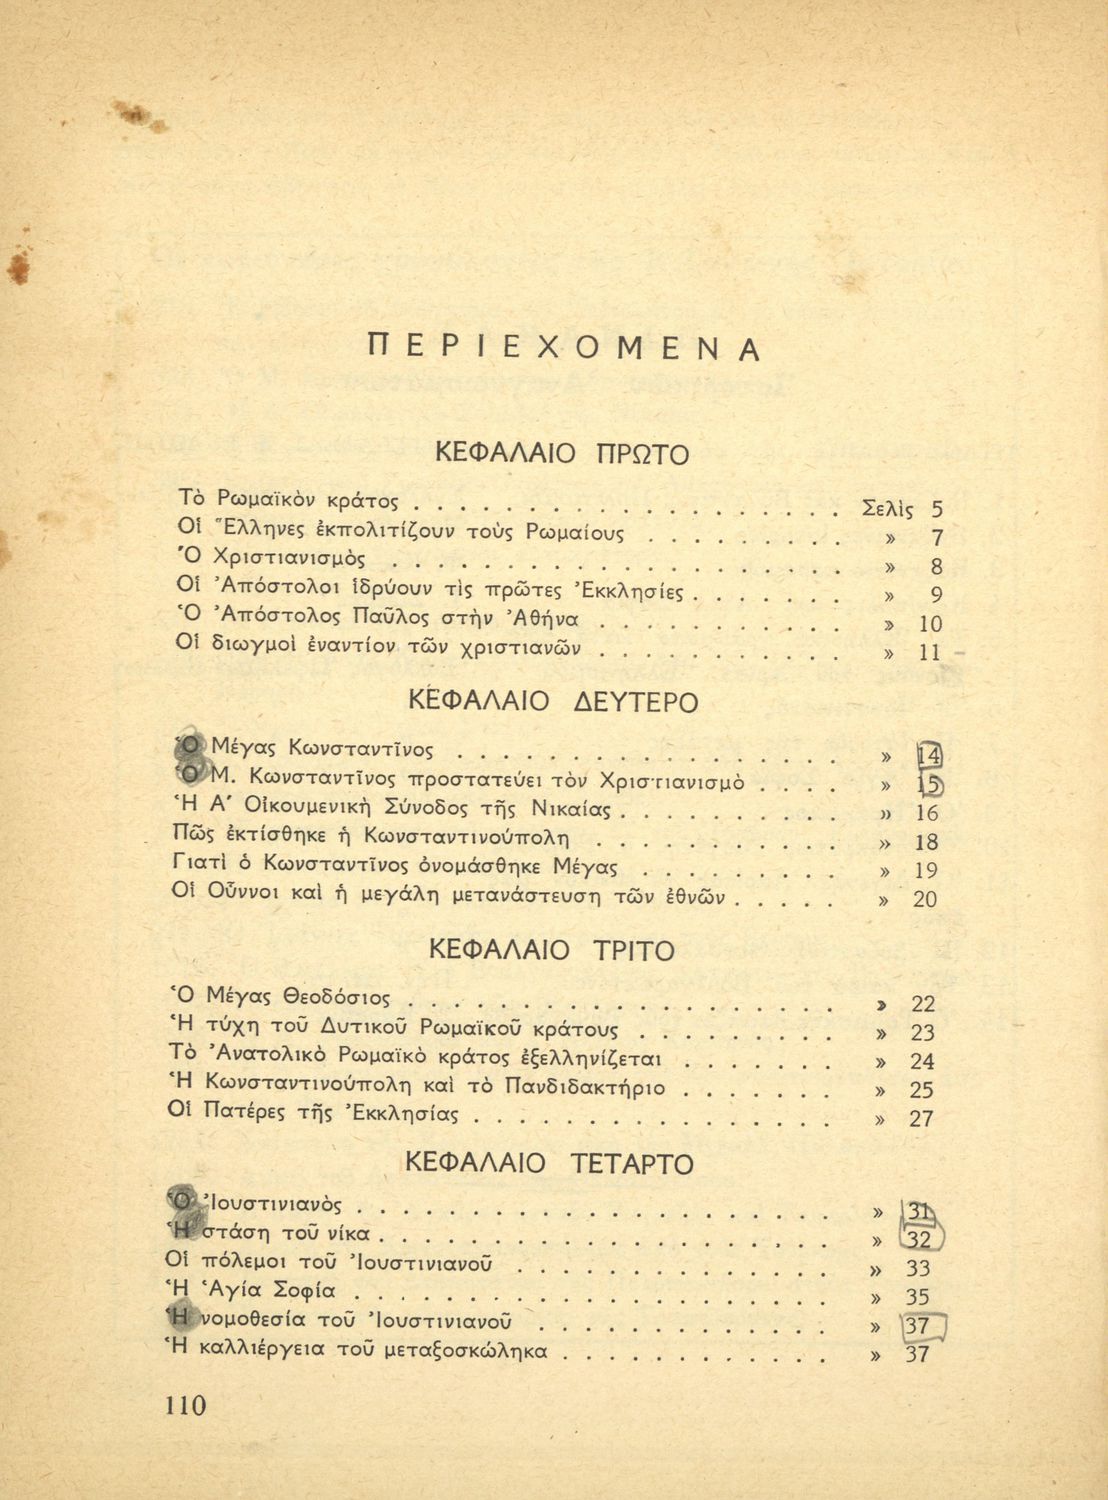 ΠΕΡΙΕΧΟΜΕΝΑ
ΚΕΦΑΛΑΙΟ ΠΡΩΤΟ
Τὸ Ρωμαϊκὸν κράτος . . . . . . . . . . . . . . Σελὶς 5
Οἱ Ἕλληνες ἐκπολιτίζουν τοὺς Ρωμαίους . . . . . . . » 7
Ὁ Χριστιανισμὸς . . . . . . . . . . . . . . . » 8
Οἱ Ἀπόστολοι ἱδρύουν τὶς πρῶτες Ἐκκλησίες . . . . . . » 9
Ὁ Ἀπόστολος Παῦλος στὴν Ἀθήνα . . . . . . . . . » 10
Οἱ διωγμοὶ ἐναντίον τῶν χριστιανῶν . . . . . . . . . » 11
ΚΕΦΑΛΑΙΟ ΔΕΥΤΕΡΟ
Ὁ Μέγας Κωνσταντῖνος . . . . . . . . . . . . . » 14
Ὁ Μ. Κωνσταντῖνος προστατεύει τὸν Χριστιανισμὸ . . . . » 15
Ἡ Α′ Οἰκουμενικὴ Σύνοδος τῆς Νικαίας . . . . . . . . » 16
Πῶς ἐκτίσθηκε ἡ Κωνσταντινούπολη . . . . . . . . . » 18
Γιατὶ ὁ Κωνσταντῖνος ὀνομάσθηκε Μέγας . . . . . . . » 19
Οἱ Οὗννοι καὶ ἡ μεγάλη μετανάστευση τῶν ἐθνῶν . . . . . » 20
ΚΕΦΑΛΑΙΟ ΤΡΙΤΟ
Ὁ Μέγας Θεοδόσιος . . . . . . . . . . . . . . » 22
Ἡ τύχη τοῦ Δυτικοῦ Ρωμαϊκοῦ κράτους . . . . . . . » 23
Τὸ Ἀνατολικὸ Ρωμαϊκὸ κράτος ἐξελληνίζεται . . . . . . » 24
Ἡ Κωνσταντινούπολη καὶ τὸ Πανδιδακτήριο . . . . . . » 25
Οἱ Πατέρες τῆς Ἐκκλησίας . . . . . . . . . . . . » 27
ΚΕΦΑΛΑΙΟ ΤΕΤΑΡΤΟ
Ὁ Ἰουστινιανὸς . . . . . . . . . . . . . . . . » 31
Ἡ στάση τοῦ νίκα . . . . . . . . . . . . . . . » 32
Οἱ πόλεμοι τοῦ Ἰουστινιανοῦ . . . . . . . . . . . » 33
Ἡ Ἁγία Σοφία . . . . . . . . . . . . . . . . » 35
Ἡ νομοθεσία τοῦ Ἰουστινιανοῦ . . . . . . . . . . » 37
Ἡ καλλιέργεια τοῦ μεταξοσκώληκα . . . . . . . . . » 37
110